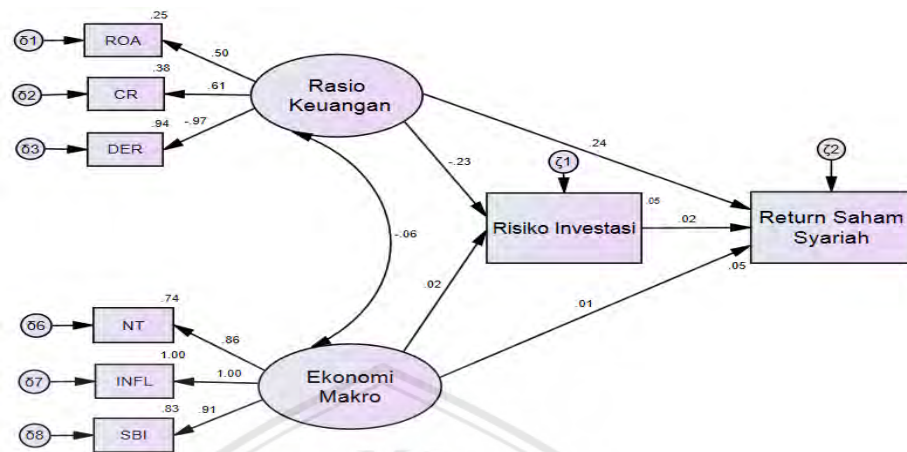 .25
δ1
ROA
.50
.38
δ2
CR
.61
.94
-.97
δ3
DER
Rasio
Keuangan
.24
-.23
ζ1
ζ2
.05
Risiko Investasi
.02
Return Saham
Syariah
.05
-.06
.02
.01
.74
δ6
NT
.86
1.00
δ7
INFL
1.00
.83
.91
δ8
SBI
Ekonomi
Makro